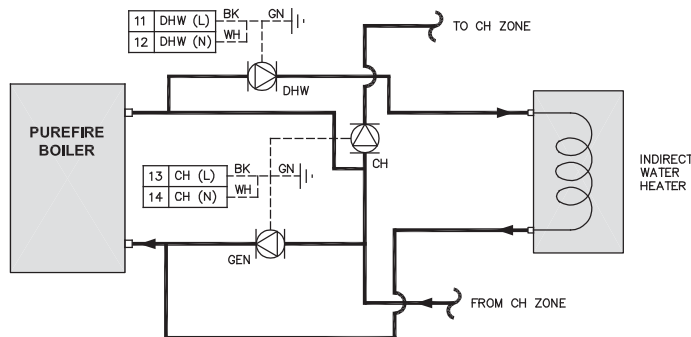 11 DHW (L) BK GN
12 DHW (N) WH
TO CH ZONE
DHW
PUREFIRE
BOILER
CH
13 CH (L) BK GN
14 CH (N) WH
INDIRECT
WATER
HEATER
GEN
FROM CH ZONE